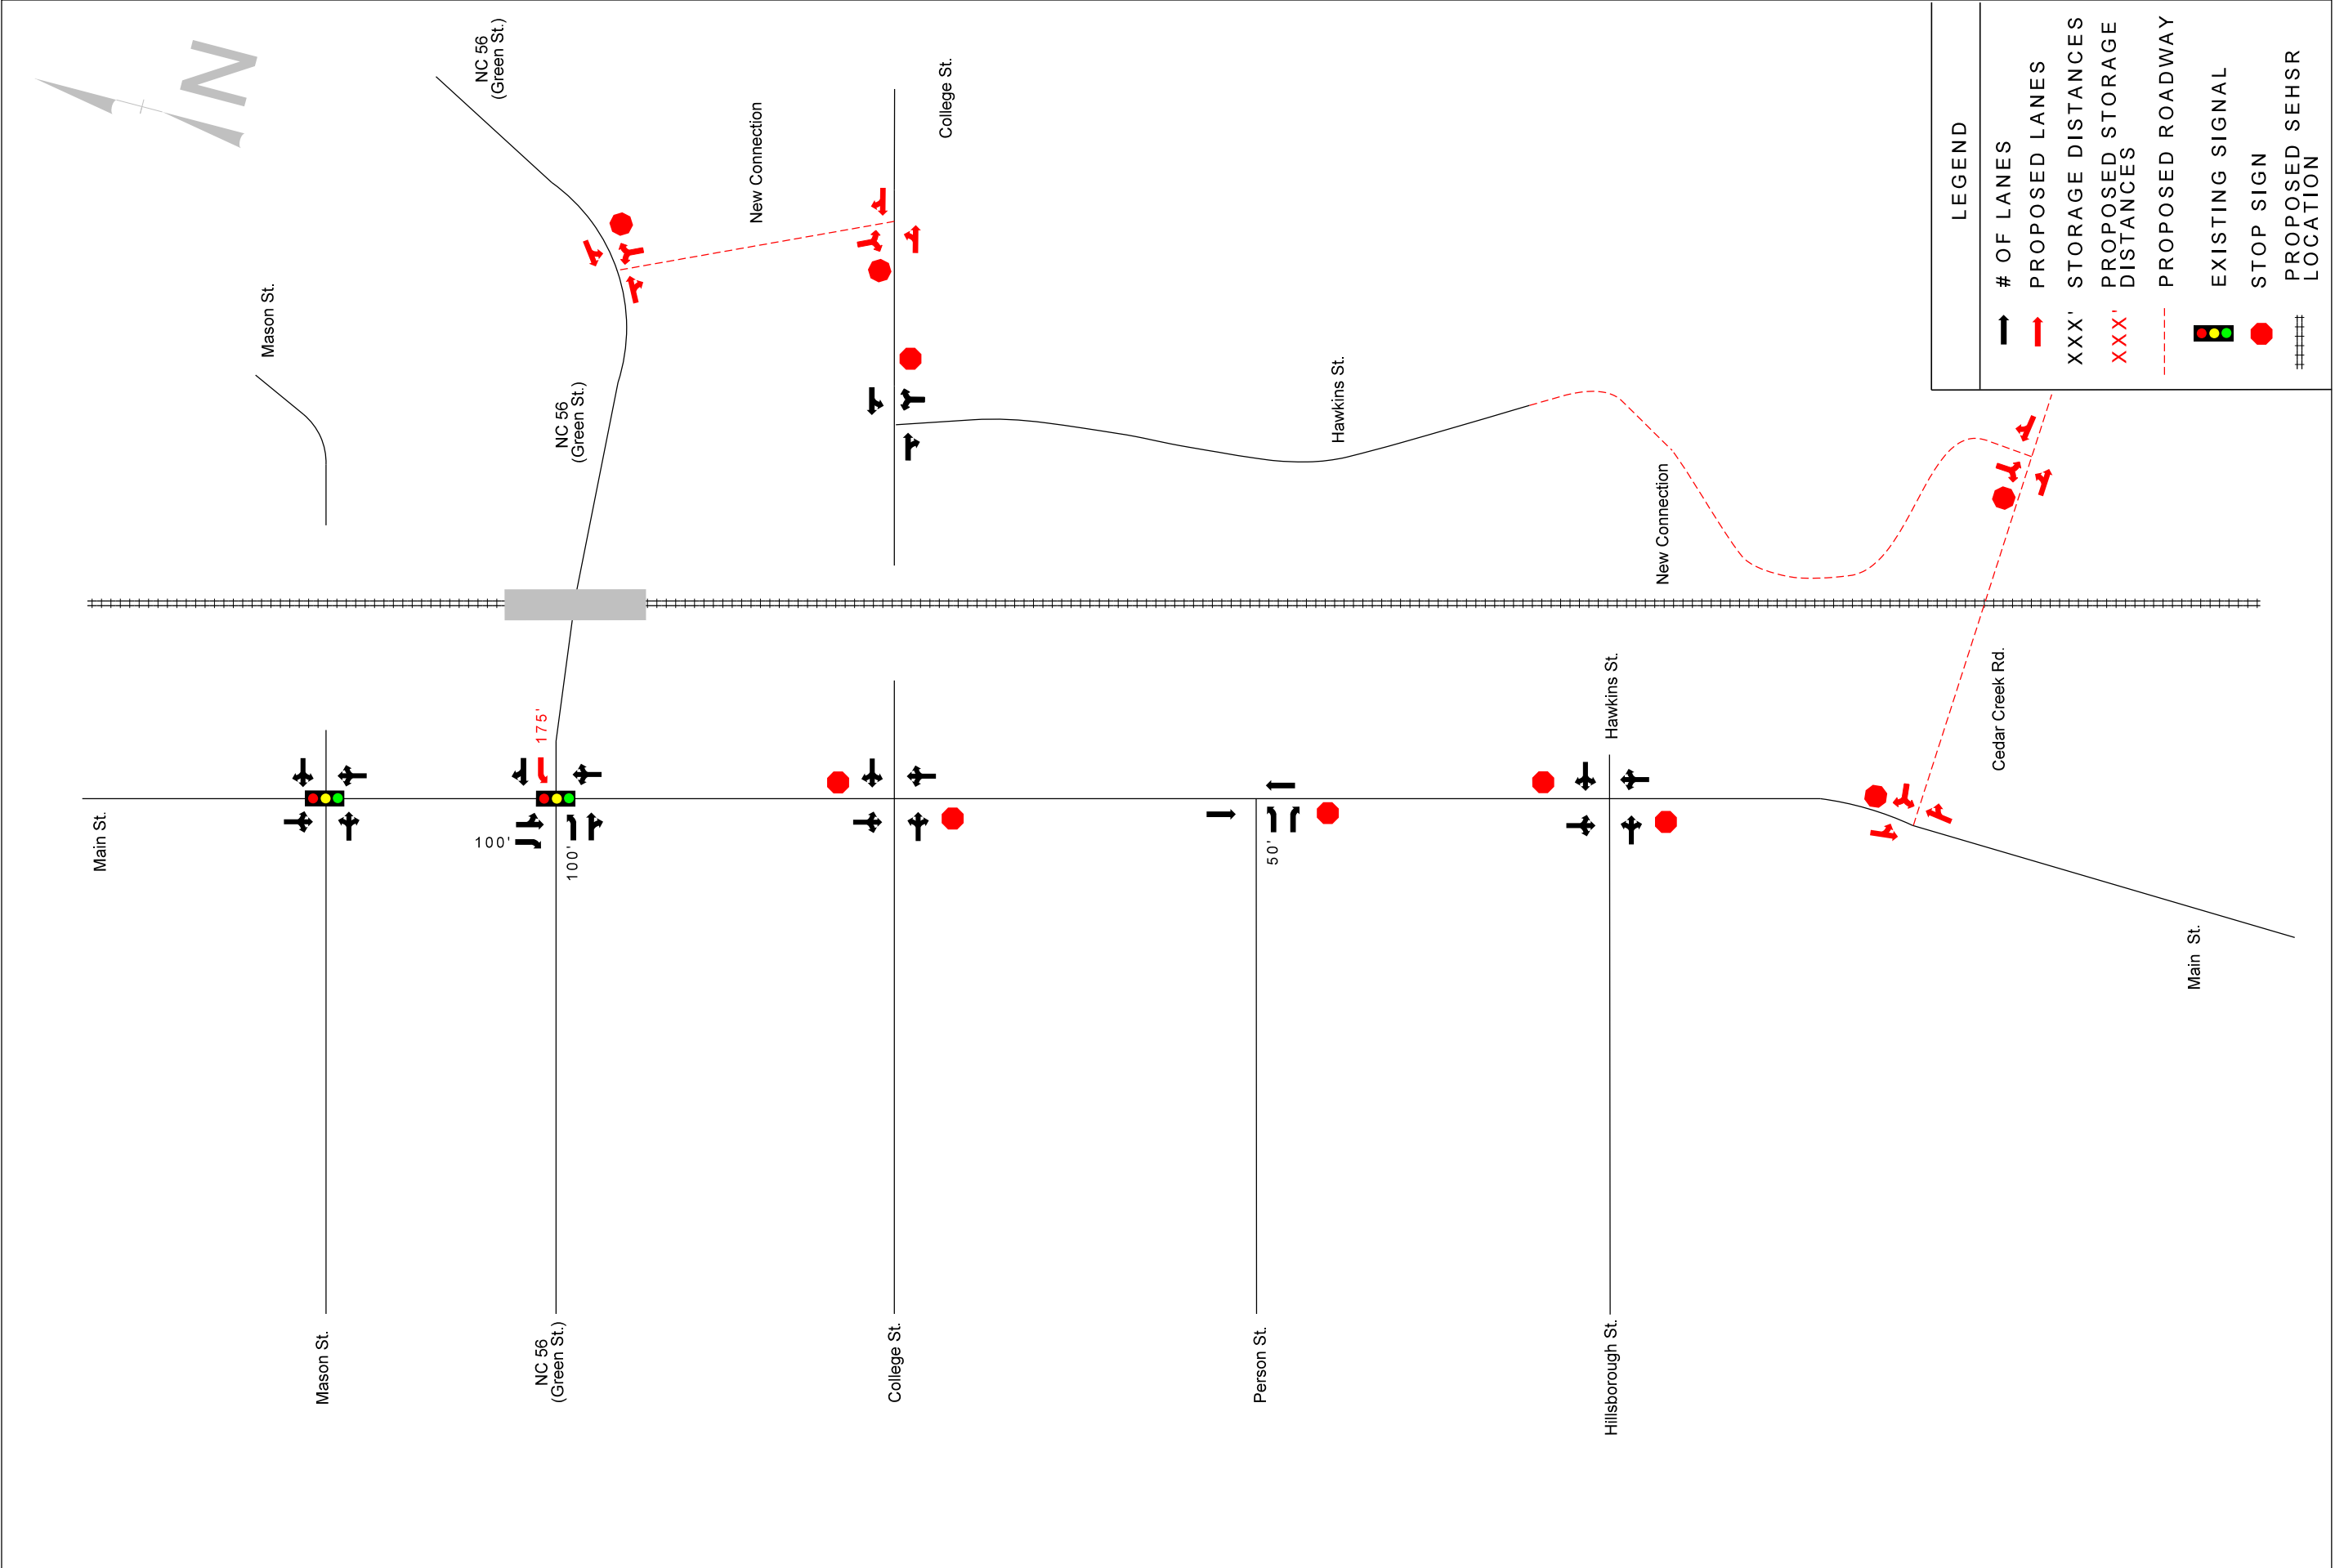 N
NC 56
(Green St.)
College St.
New Connection
Mason St.
NC 56
(Green St.)
Hawkins St.
New Connection
Hawkins St.
Cedar Creek Rd.
175'
100'
100'
50'
Main St.
Main St.
Mason St.
NC 56
(Green St.)
College St.
Person St.
Hillsborough St.
LEGEND
# OF LANES
PROPOSED LANES
XXX' STORAGE DISTANCES
XXX' PROPOSED STORAGE
DISTANCES
PROPOSED ROADWAY
EXISTING SIGNAL
STOP SIGN
PROPOSED SEHSR
LOCATION